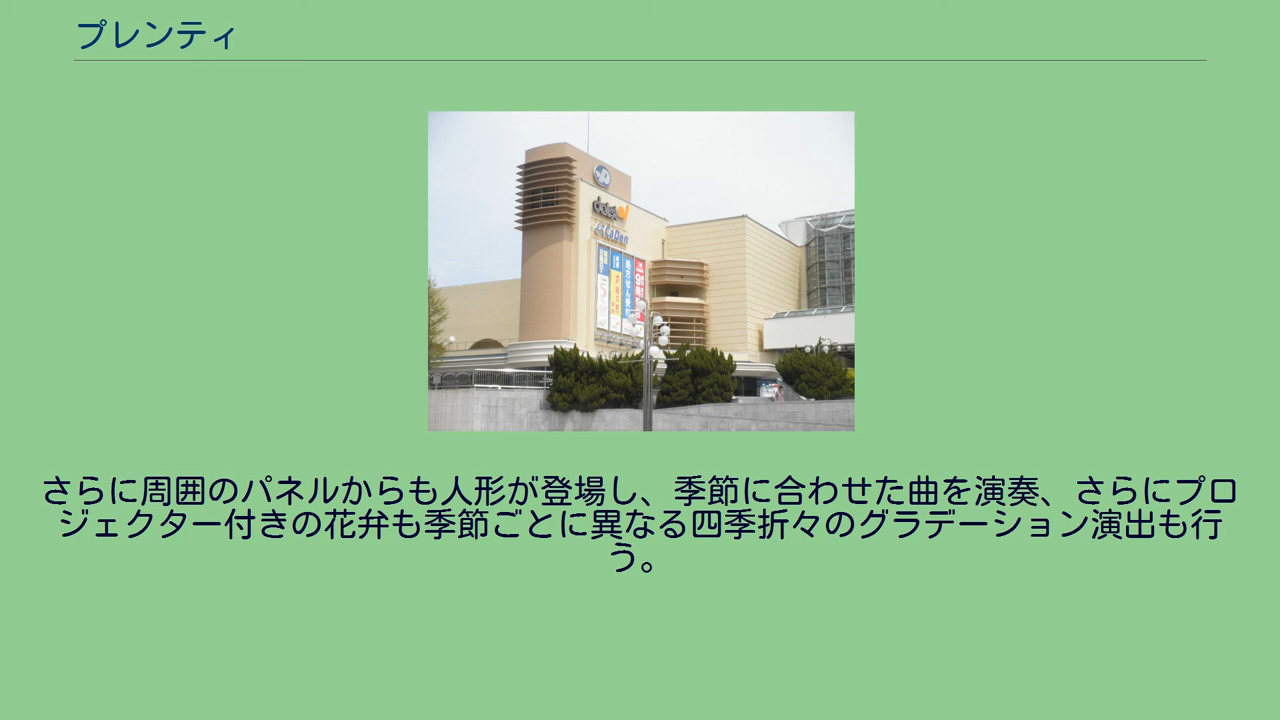 プレンティ
daiei
CaDen
さらに周囲のパネルからも人形が登場し、季節に合わせた曲を演奏、さらにプロ
ジェクター付きの花弁も季節ごとに異なる四季折々のグラデーション演出も行
う。